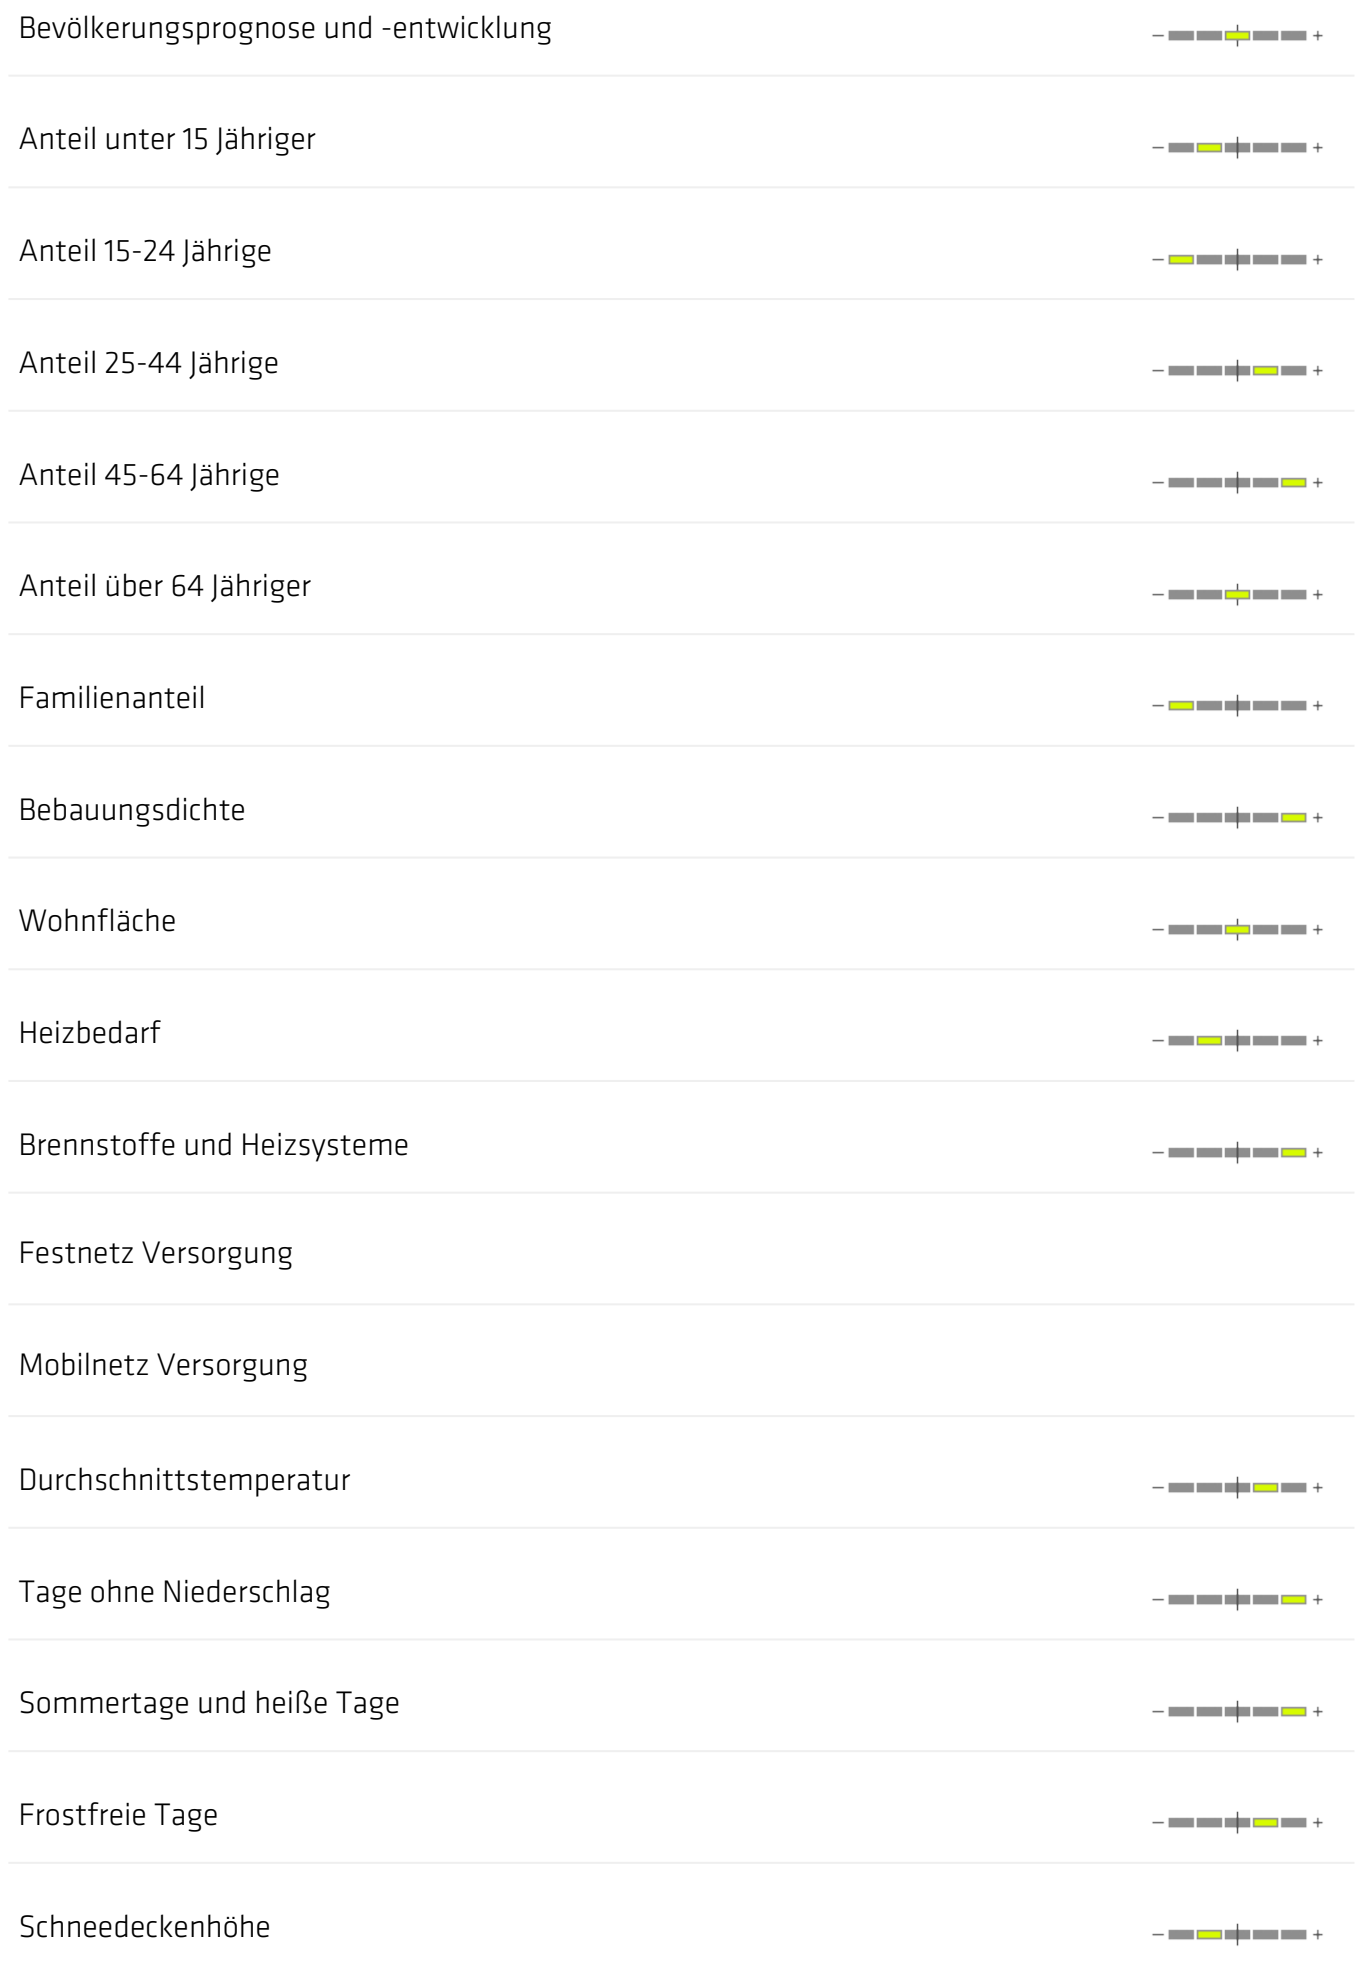 Bevölkerungsprognose und -entwicklung − +
Anteil unter 15 Jähriger − +
Anteil 15-24 Jährige − +
Anteil 25-44 Jährige − +
Anteil 45-64 Jährige − +
Anteil über 64 Jähriger − +
Familienanteil − +
Bebauungsdichte − +
Wohnfläche − +
Heizbedarf − +
Brennstoffe und Heizsysteme − +
Festnetz Versorgung
Mobilnetz Versorgung
Durchschnittstemperatur − +
Tage ohne Niederschlag − +
Sommertage und heiße Tage − +
Frostfreie Tage − +
Schneedeckenhöhe − +